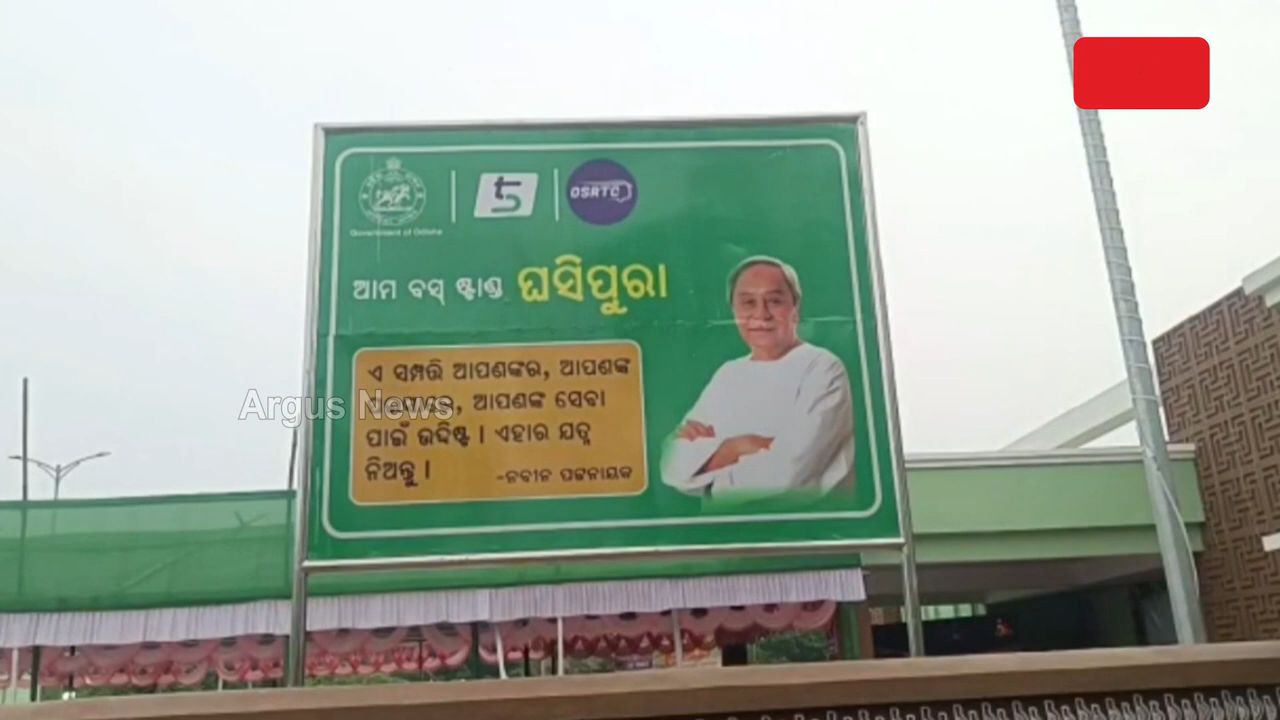 Government of Odisha
5
OSRTC
ଆମ ବସ୍ ଷ୍ଟାଣ୍ଡ ଘସିପୁରା
ଏ ସମ୍ପତ୍ତି ଆପଣଙ୍କର, ଆପଣଙ୍କ
ଆପଣଙ୍କ ସେବା
ପାଇଁ ଉଦ୍ଦିଷ୍ଟ । ଏହାର ଯତ୍ନ
ନିଅନ୍ତୁ ।
-ନବୀନ ପଟ୍ଟନାୟକ
Argus News